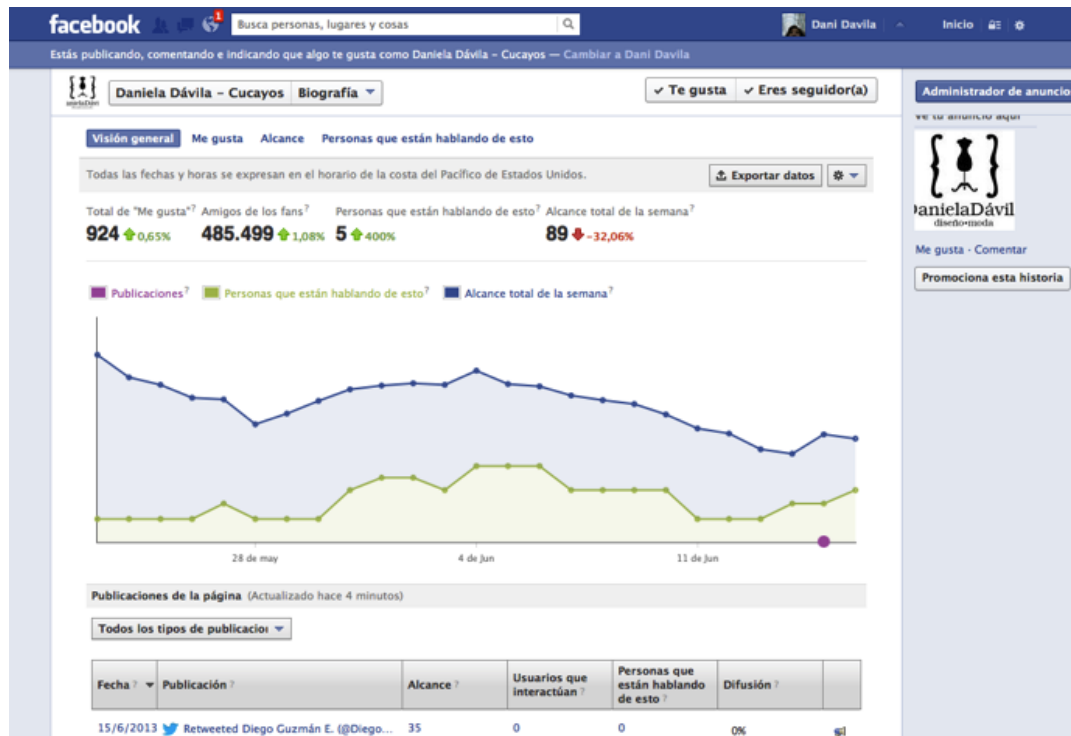 facebook 1 Busca personas, lugares y cosas Dani Davila Inicio
Estás publicando, comentando e indicando que algo te gusta como Daniela Dávila – Cucayos — Cambiar a Dani Davila
Daniela Dávila – Cucayos Biografía ✓ Te gusta ✓ Eres seguidor(a)
Administrador de anuncio
Ve tu anuncio aquí
Visión general Me gusta Alcance Personas que están hablando de esto
Todas las fechas y horas se expresan en el horario de la costa del Pacífico de Estados Unidos. Exportar datos
DanielaDávil
diseño•moda
Total de "Me gusta"? Amigos de los fans? Personas que están hablando de esto? Alcance total de la semana?
924 0,65% 485.499 1,08% 5 400% 89 -32,06%
Me gusta · Comentar
Promociona esta historia
Publicaciones? Personas que están hablando de esto? Alcance total de la semana?
28 de may 4 de Jun 11 de Jun
Publicaciones de la página (Actualizado hace 4 minutos)
Todos los tipos de publicacio
Fecha? Publicación? Alcance? Usuarios que interactúan? Personas que están hablando de esto? Difusión?
15/6/2013 Retweeted Diego Guzmán E. (@Diego... 35 0 0 0%